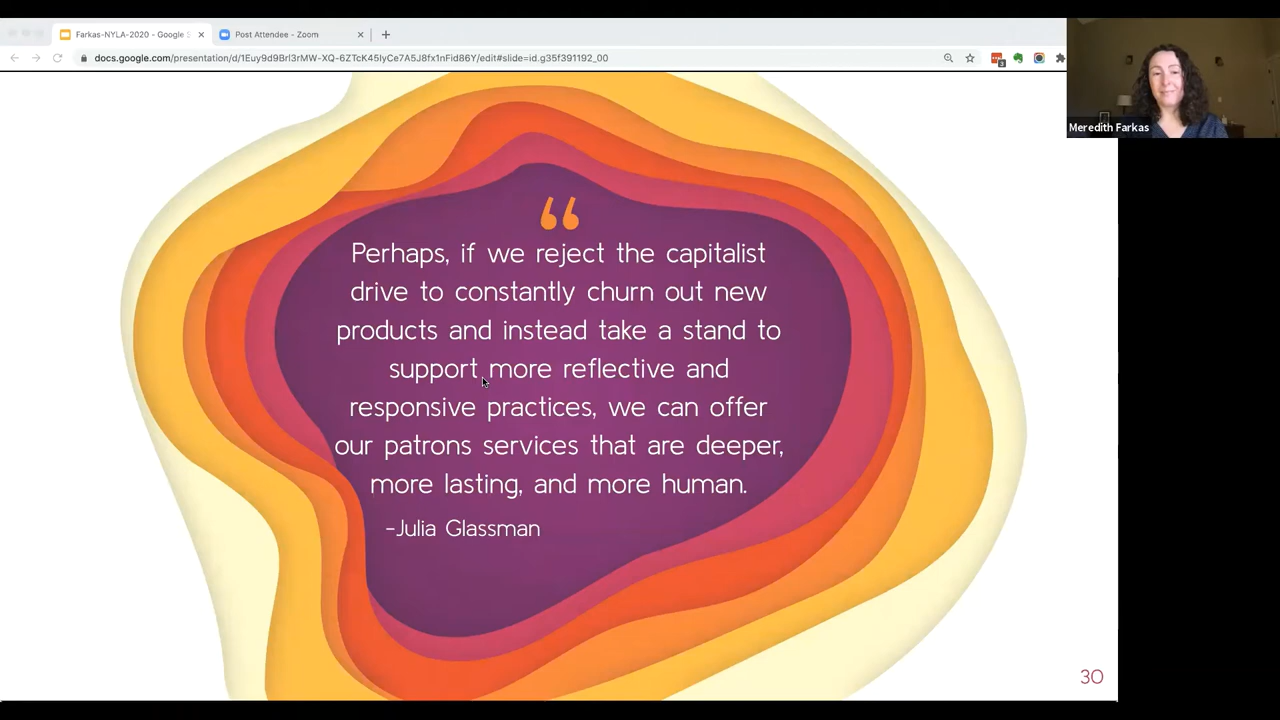 Farkas-NYLA-2020 - Google S
Post Attendee - Zoom
docs.google.com/presentation/d/1Euy9d9Brl3rMW-XQ-6ZTcK45IyCe7A5J8fx1nFid86Y/edit#slide=id.g35f391192_00
3
Meredith Farkas
“
Perhaps, if we reject the capitalist
drive to constantly churn out new
products and instead take a stand to
support more reflective and
responsive practices, we can offer
our patrons services that are deeper,
more lasting, and more human.
-Julia Glassman
30